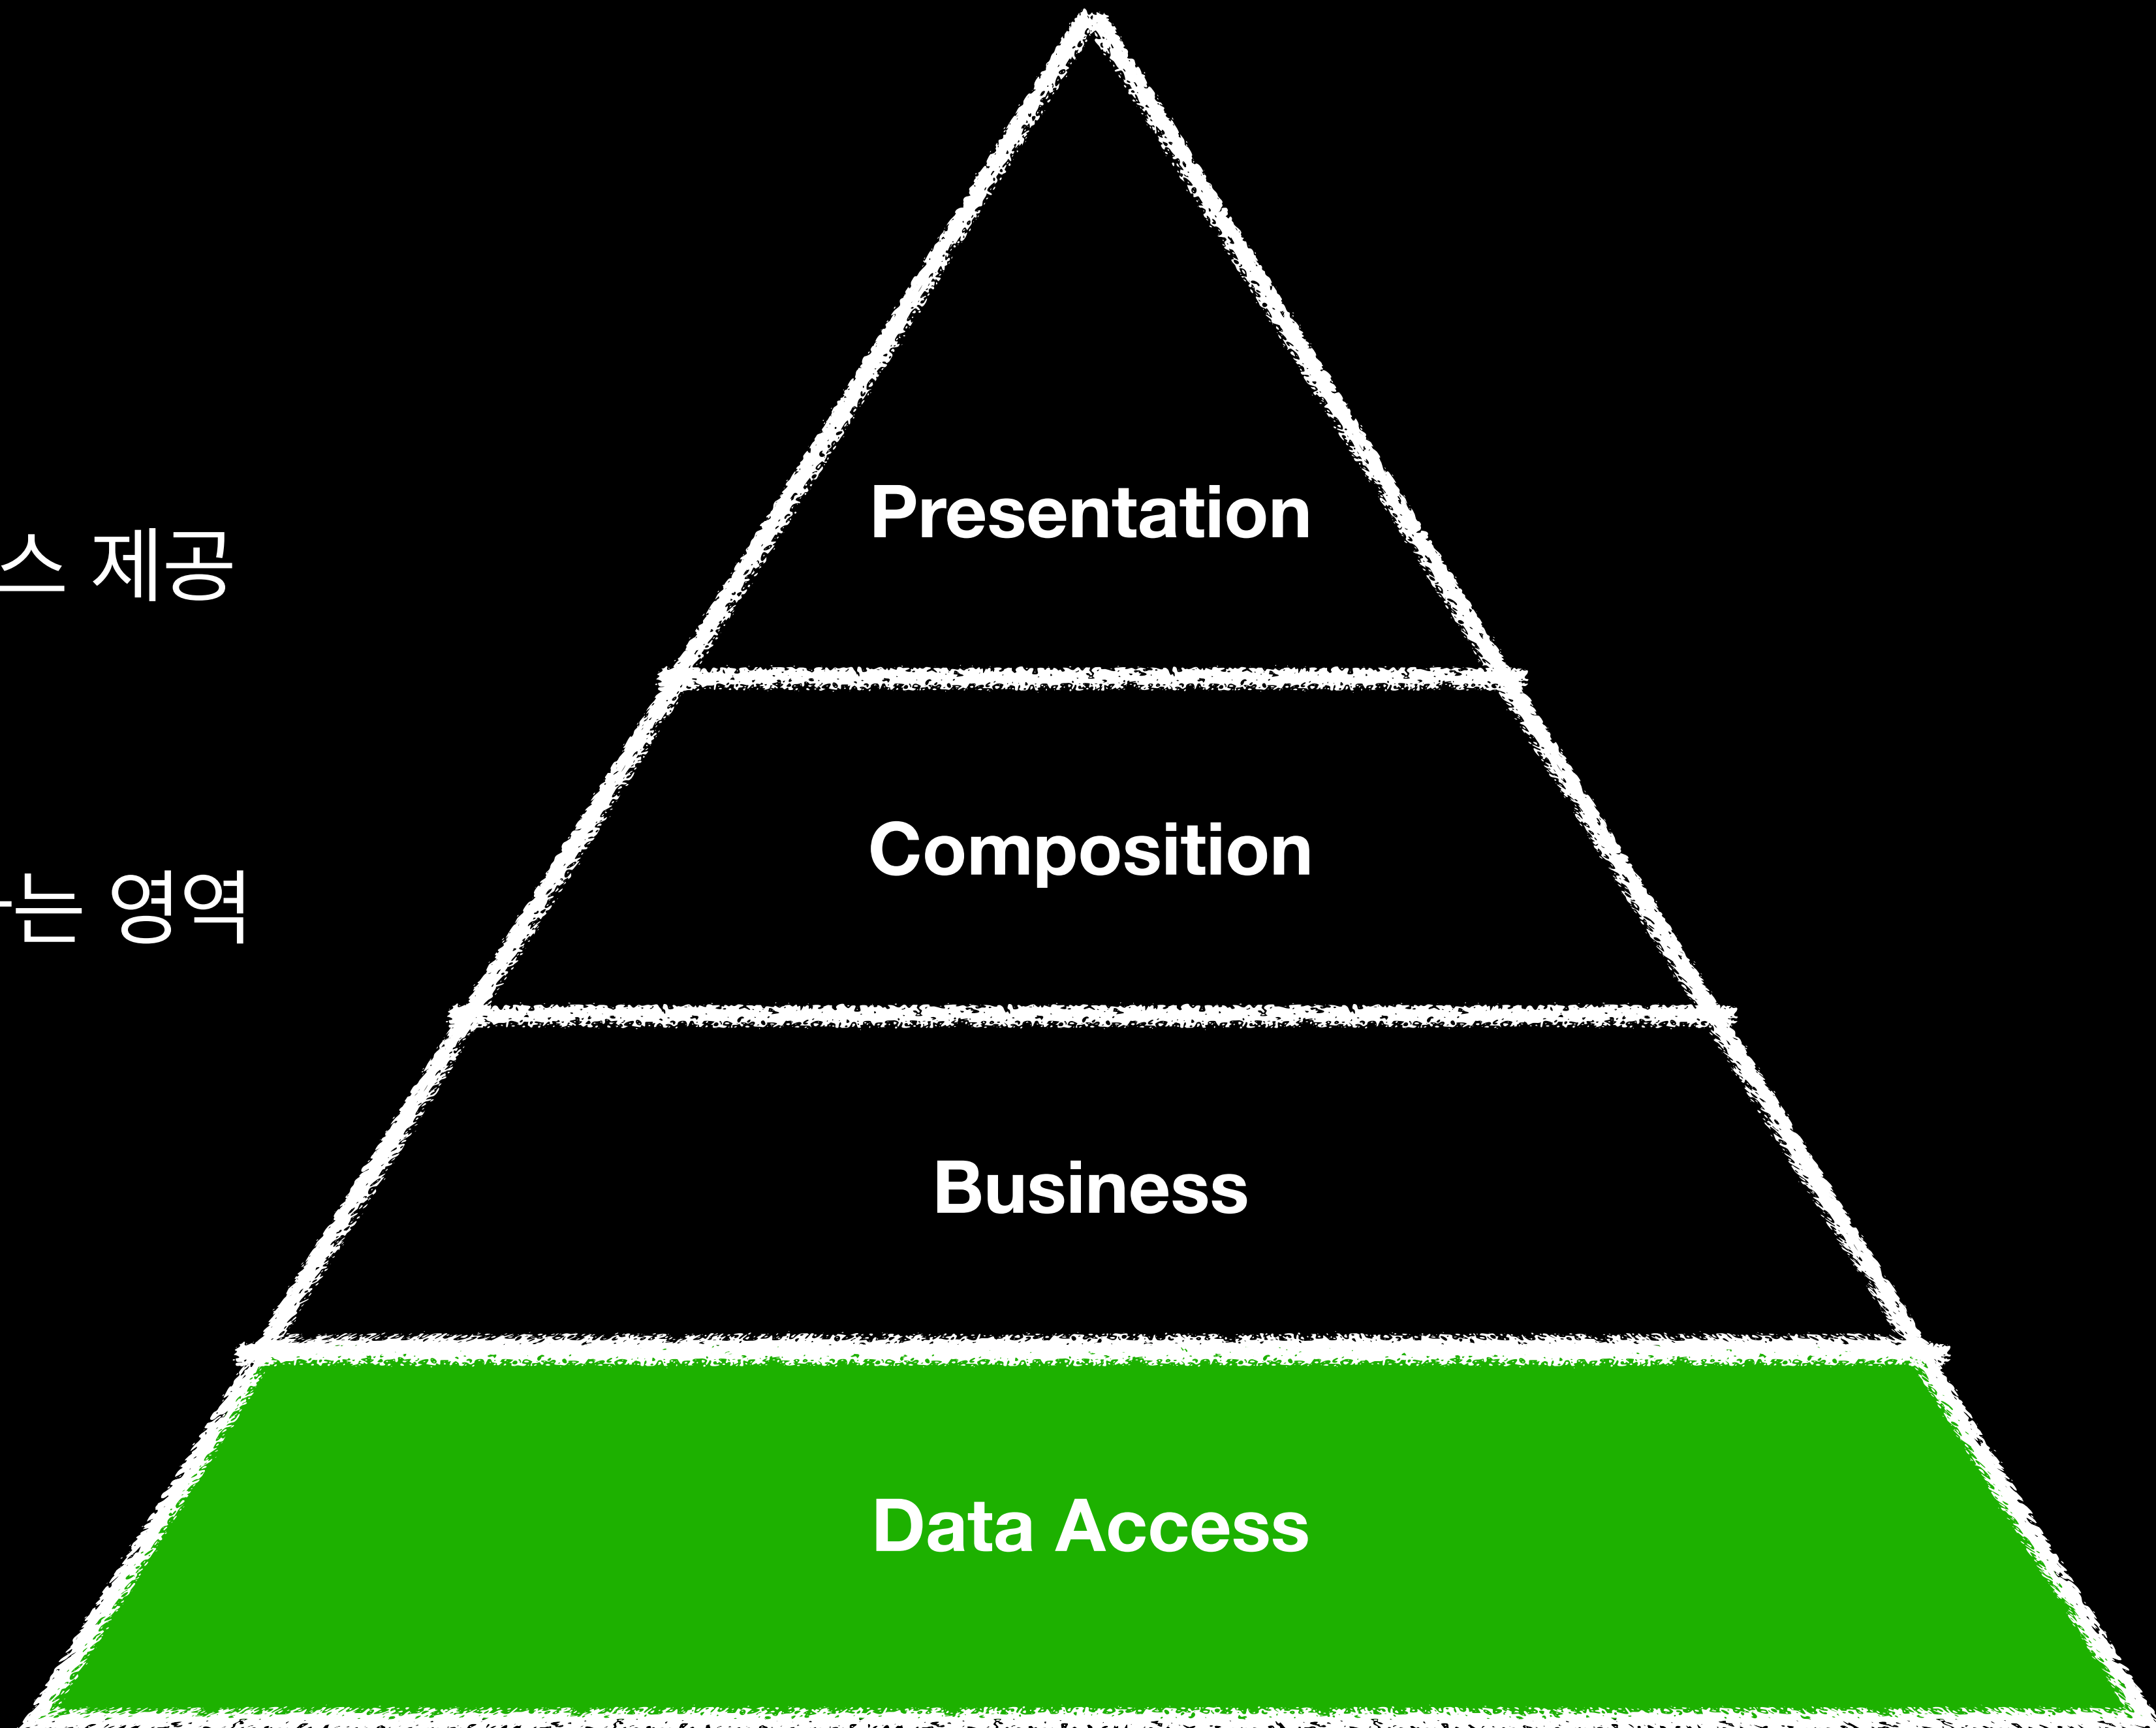 Presentation
스 제공
Composition
는 영역
Business
Data Access